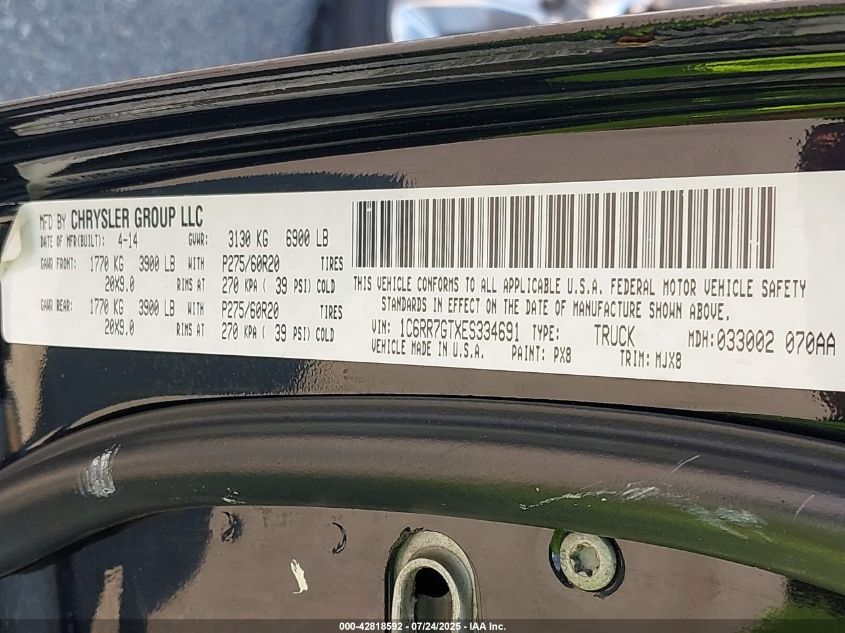 MFD BY CHRYSLER GROUP LLC
DATE OF MFR(BUILT): 4-14 GVWR: 3130 KG 6900 LB
GAWR FRONT: 1770 KG 3900 LB WITH P275/60R20 TIRES
20X9.0 RIMS AT 270 KPA ( 39 PSI) COLD
GAWR REAR: 1770 KG 3900 LB WITH P275/60R20 TIRES
20X9.0 RIMS AT 270 KPA ( 39 PSI) COLD
THIS VEHICLE CONFORMS TO ALL APPLICABLE U.S.A. FEDERAL MOTOR VEHICLE SAFETY
STANDARDS IN EFFECT ON THE DATE OF MANUFACTURE SHOWN ABOVE.
VIN: 1C6RR7GTXES334691 TYPE: TRUCK MDH: 033002 070AA
VEHICLE MADE IN U.S.A. PAINT: PX8 TRIM: MJX8
000-42818592 - 07/24/2025 - IAA Inc.